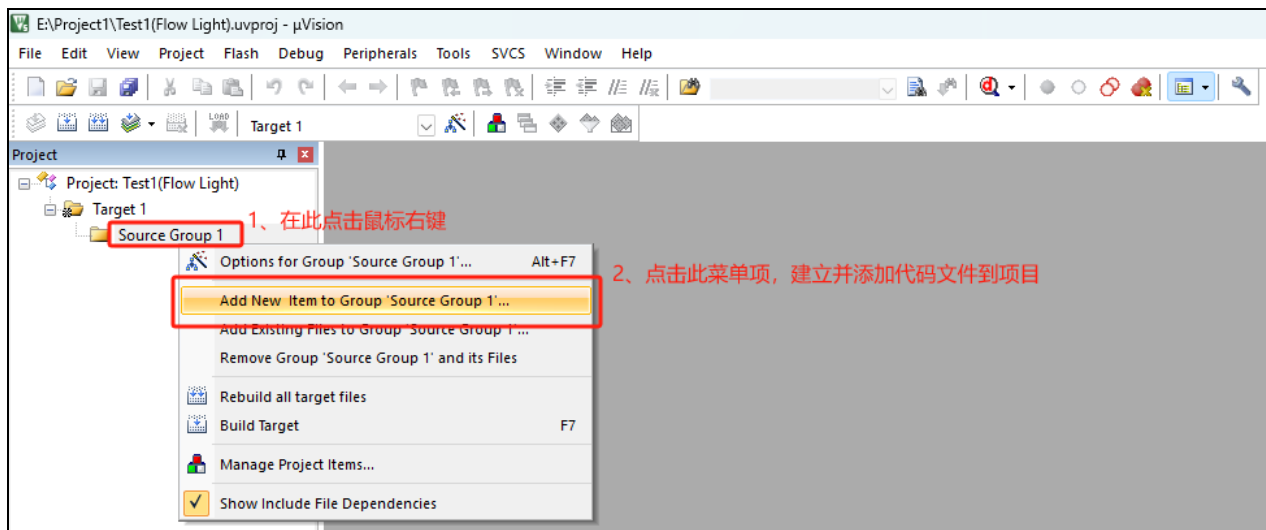 E:\Project1\Test1(Flow Light).uvproj - µVision
File Edit View Project Flash Debug Peripherals Tools SVCS Window Help
LOAD
Target 1
Project
Project: Test1(Flow Light)
Target 1
Source Group 1
1、在此点击鼠标右键
Options for Group 'Source Group 1'... Alt+F7
2、点击此菜单项，建立并添加代码文件到项目
Add New Item to Group 'Source Group 1'...
Add Existing Files to Group 'Source Group 1'...
Remove Group 'Source Group 1' and its Files
Rebuild all target files
Build Target F7
Manage Project Items...
Show Include File Dependencies